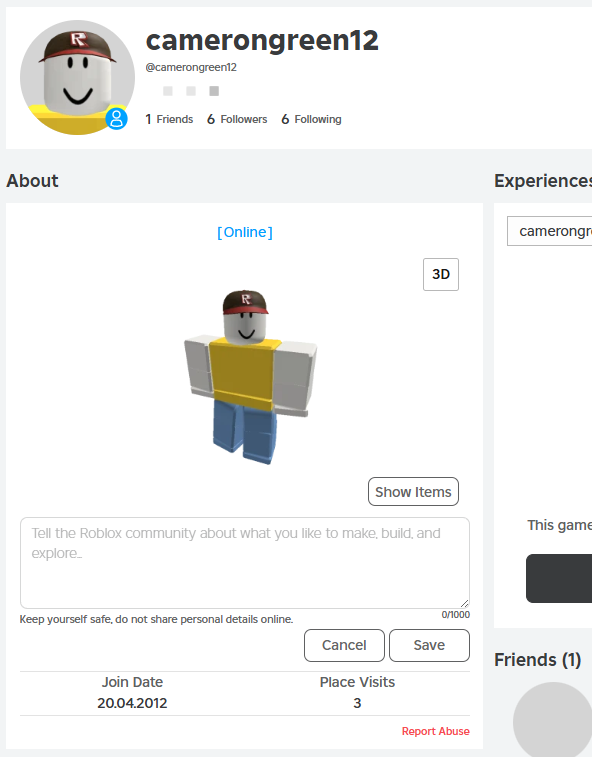 camerongreen12
@camerongreen12
1 Friends 6 Followers 6 Following
About
Experiences
[ Online ]
camerongre
3D
R
Show Items
This game
Tell the Roblox community about what you like to make, build, and
explore…
0/1000
Keep yourself safe, do not share personal details online.
Cancel Save
Friends (1)
Join Date Place Visits
20.04.2012 3
Report Abuse